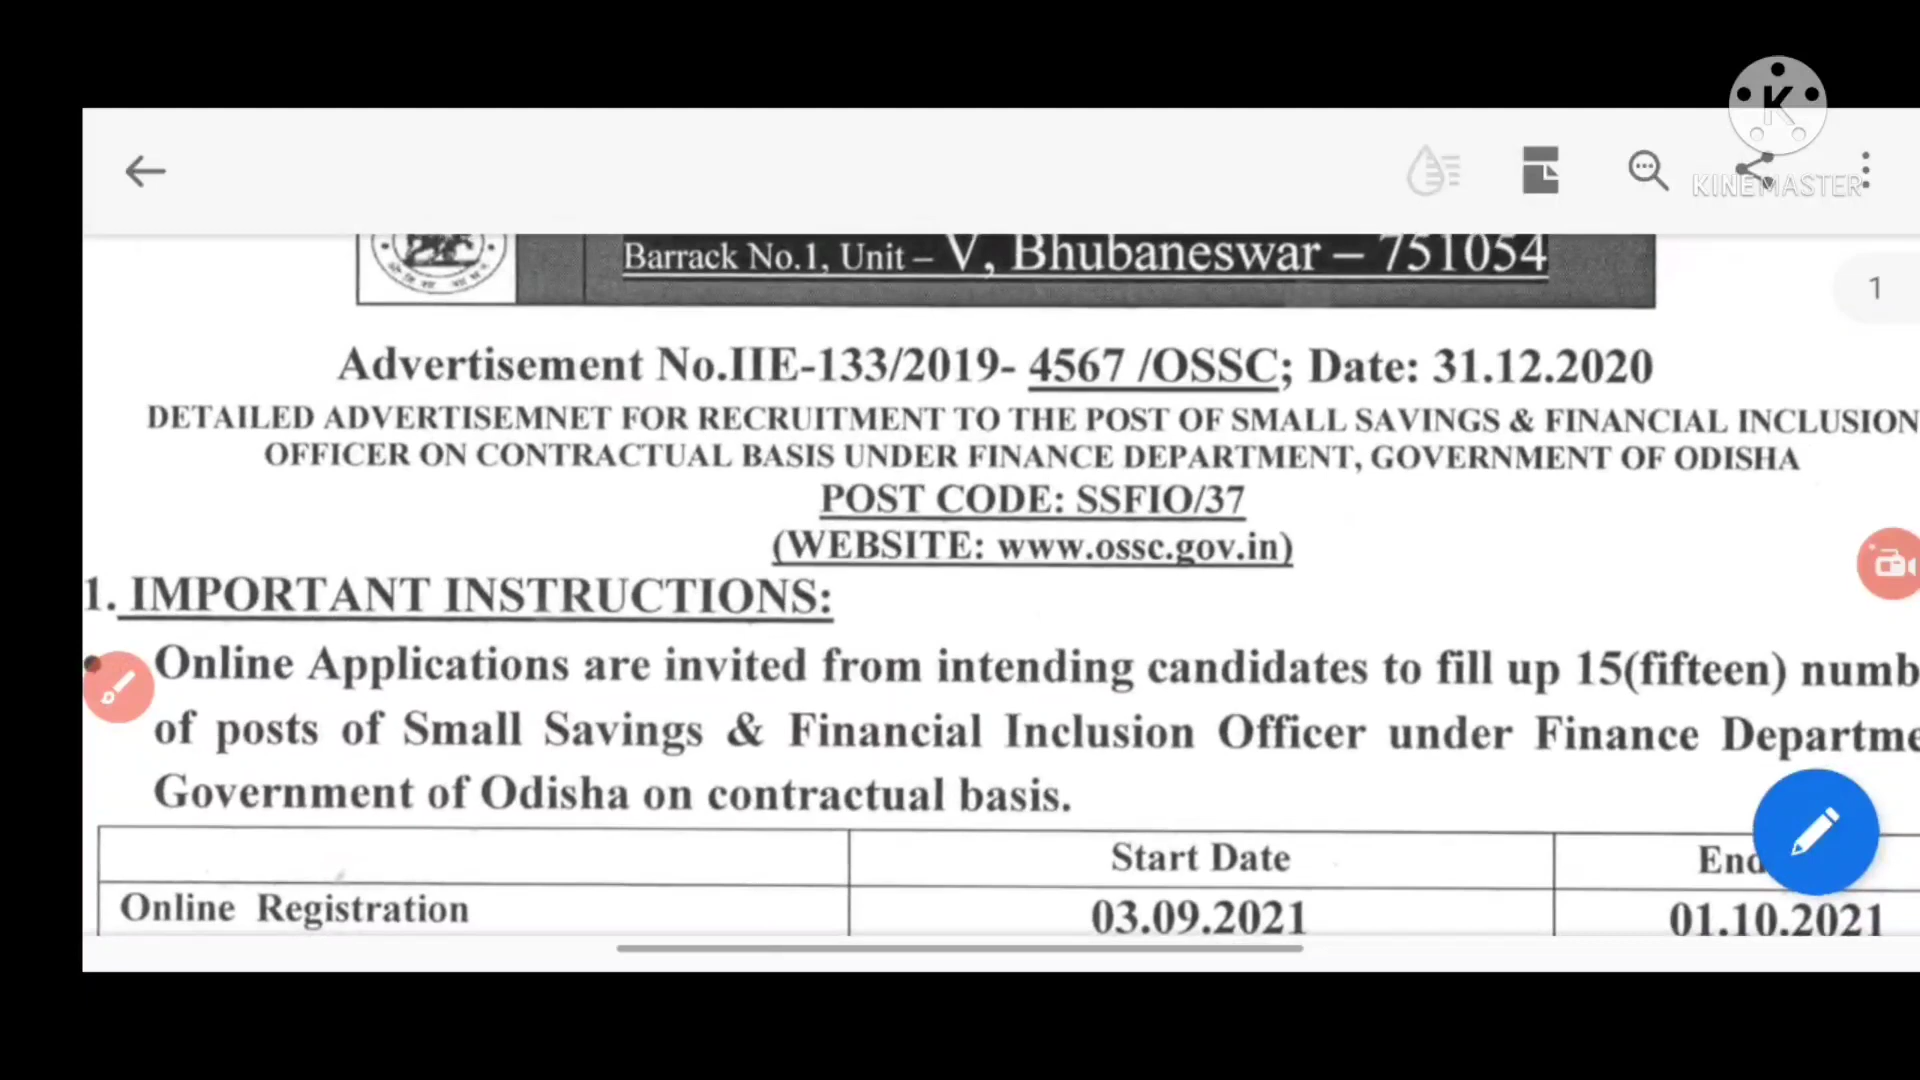 K
KINEMASTER
Barrack No.1, Unit – V, Bhubaneswar – 751054
1
Advertisement No.IIE-133/2019- 4567 /OSSC; Date: 31.12.2020
DETAILED ADVERTISEMNET FOR RECRUITMENT TO THE POST OF SMALL SAVINGS & FINANCIAL INCLUSION
OFFICER ON CONTRACTUAL BASIS UNDER FINANCE DEPARTMENT, GOVERNMENT OF ODISHA
POST CODE: SSFIO/37
(WEBSITE: www.ossc.gov.in)
1. IMPORTANT INSTRUCTIONS:
• Online Applications are invited from intending candidates to fill up 15(fifteen) numb
of posts of Small Savings & Financial Inclusion Officer under Finance Departme
Government of Odisha on contractual basis.
Start Date End
Online Registration 03.09.2021 01.10.2021